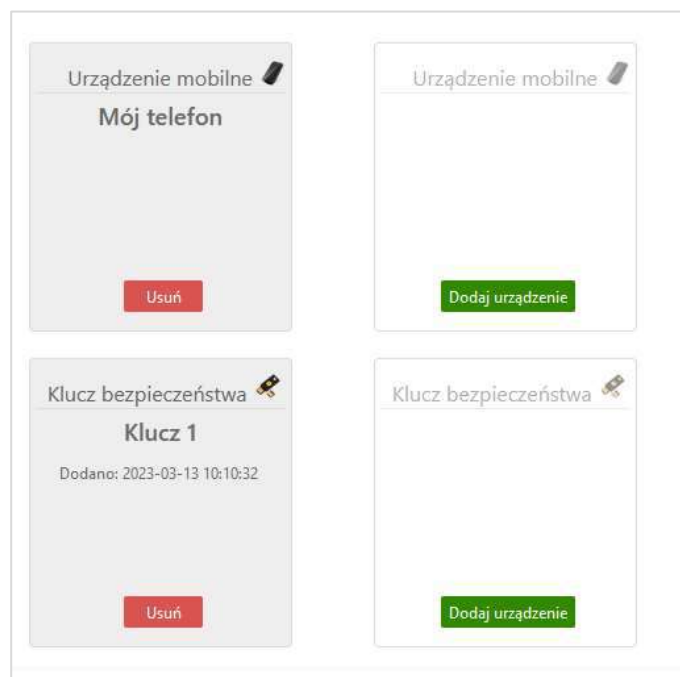 Urządzenie mobilne
Mój telefon
Usuń
Urządzenie mobilne
Dodaj urządzenie
Klucz bezpieczeństwa
Klucz 1
Dodano: 2023-03-13 10:10:32
Usuń
Klucz bezpieczeństwa
Dodaj urządzenie